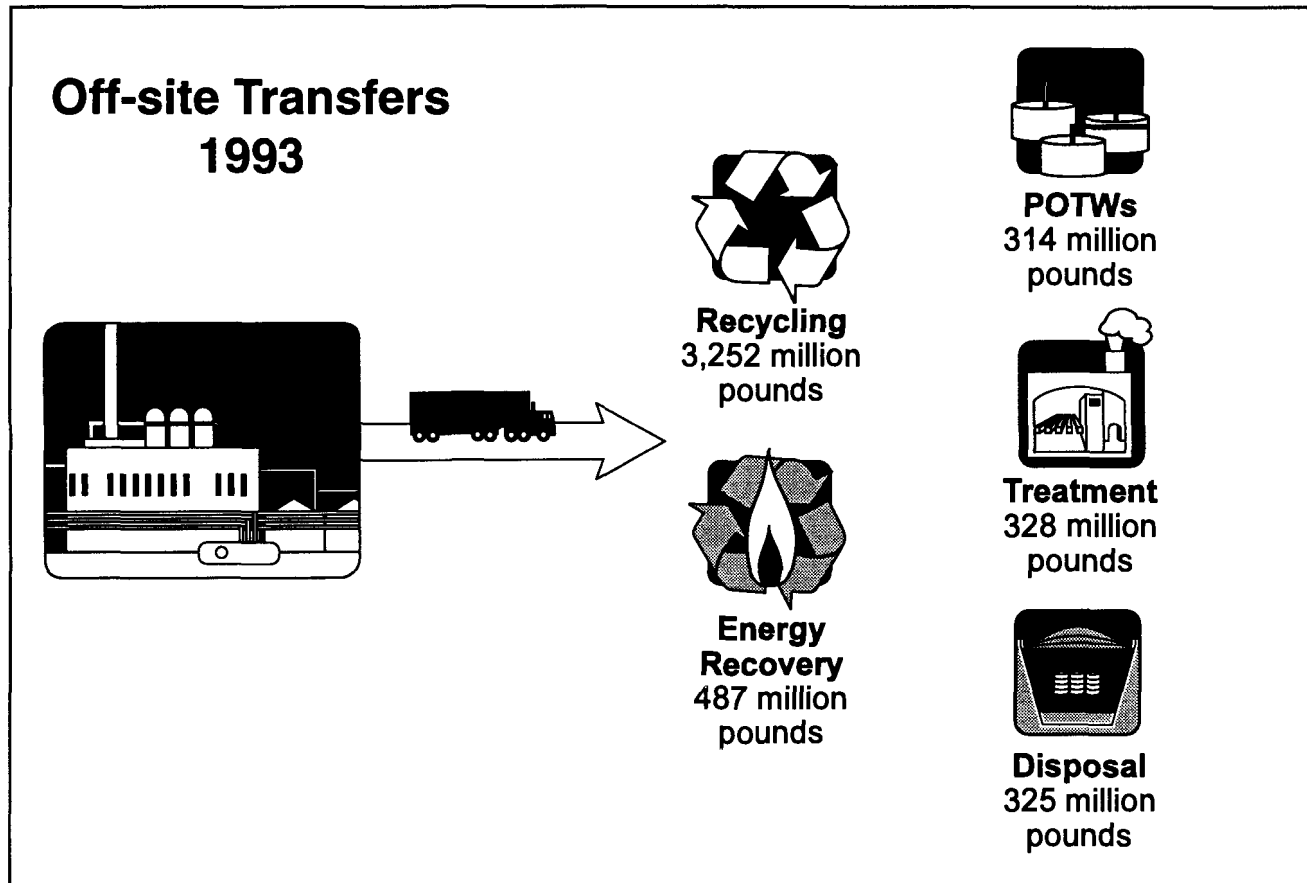 Off-site Transfers
1993
Recycling
3,252 million
pounds
Energy
Recovery
487 million
pounds
POTWs
314 million
pounds
Treatment
328 million
pounds
Disposal
325 million
pounds